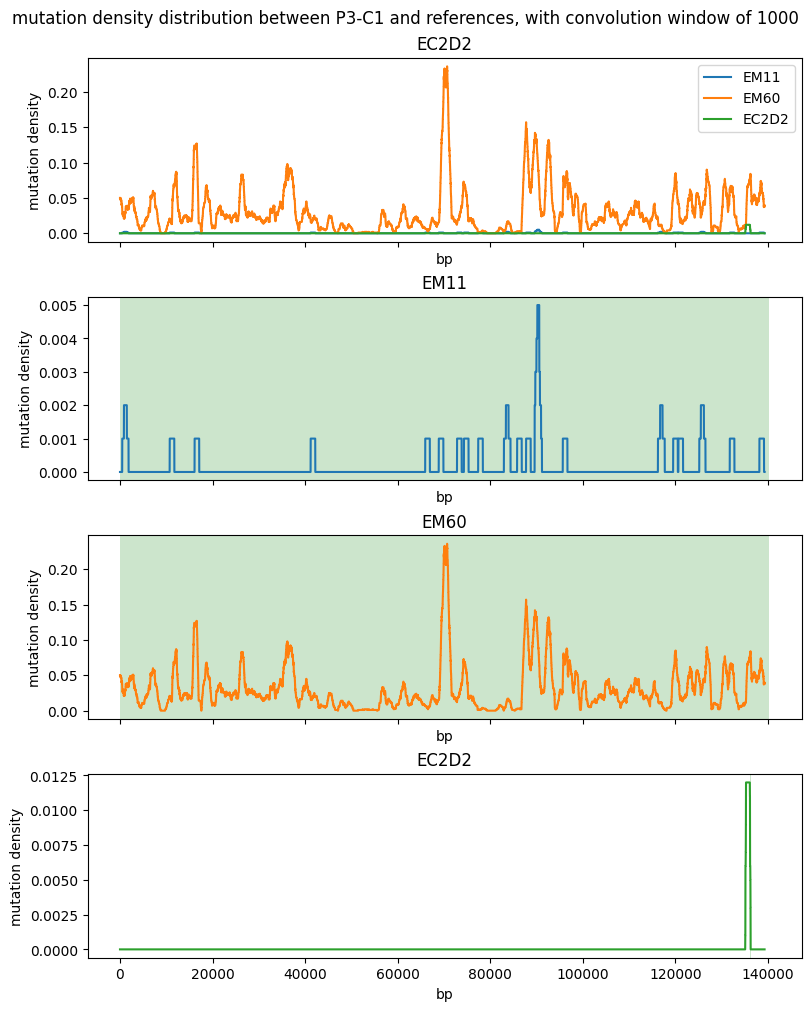 mutation density distribution between P3-C1 and references, with convolution window of 1000
EC2D2
mutation density
0.20
0.15
0.10
0.05
0.00
EM11
EM60
EC2D2
bp
EM11
mutation density
0.005
0.004
0.003
0.002
0.001
0.000
bp
EM60
mutation density
0.20
0.15
0.10
0.05
0.00
bp
EC2D2
mutation density
0.0125
0.0100
0.0075
0.0050
0.0025
0.0000
0 20000 40000 60000 80000 100000 120000 140000
bp